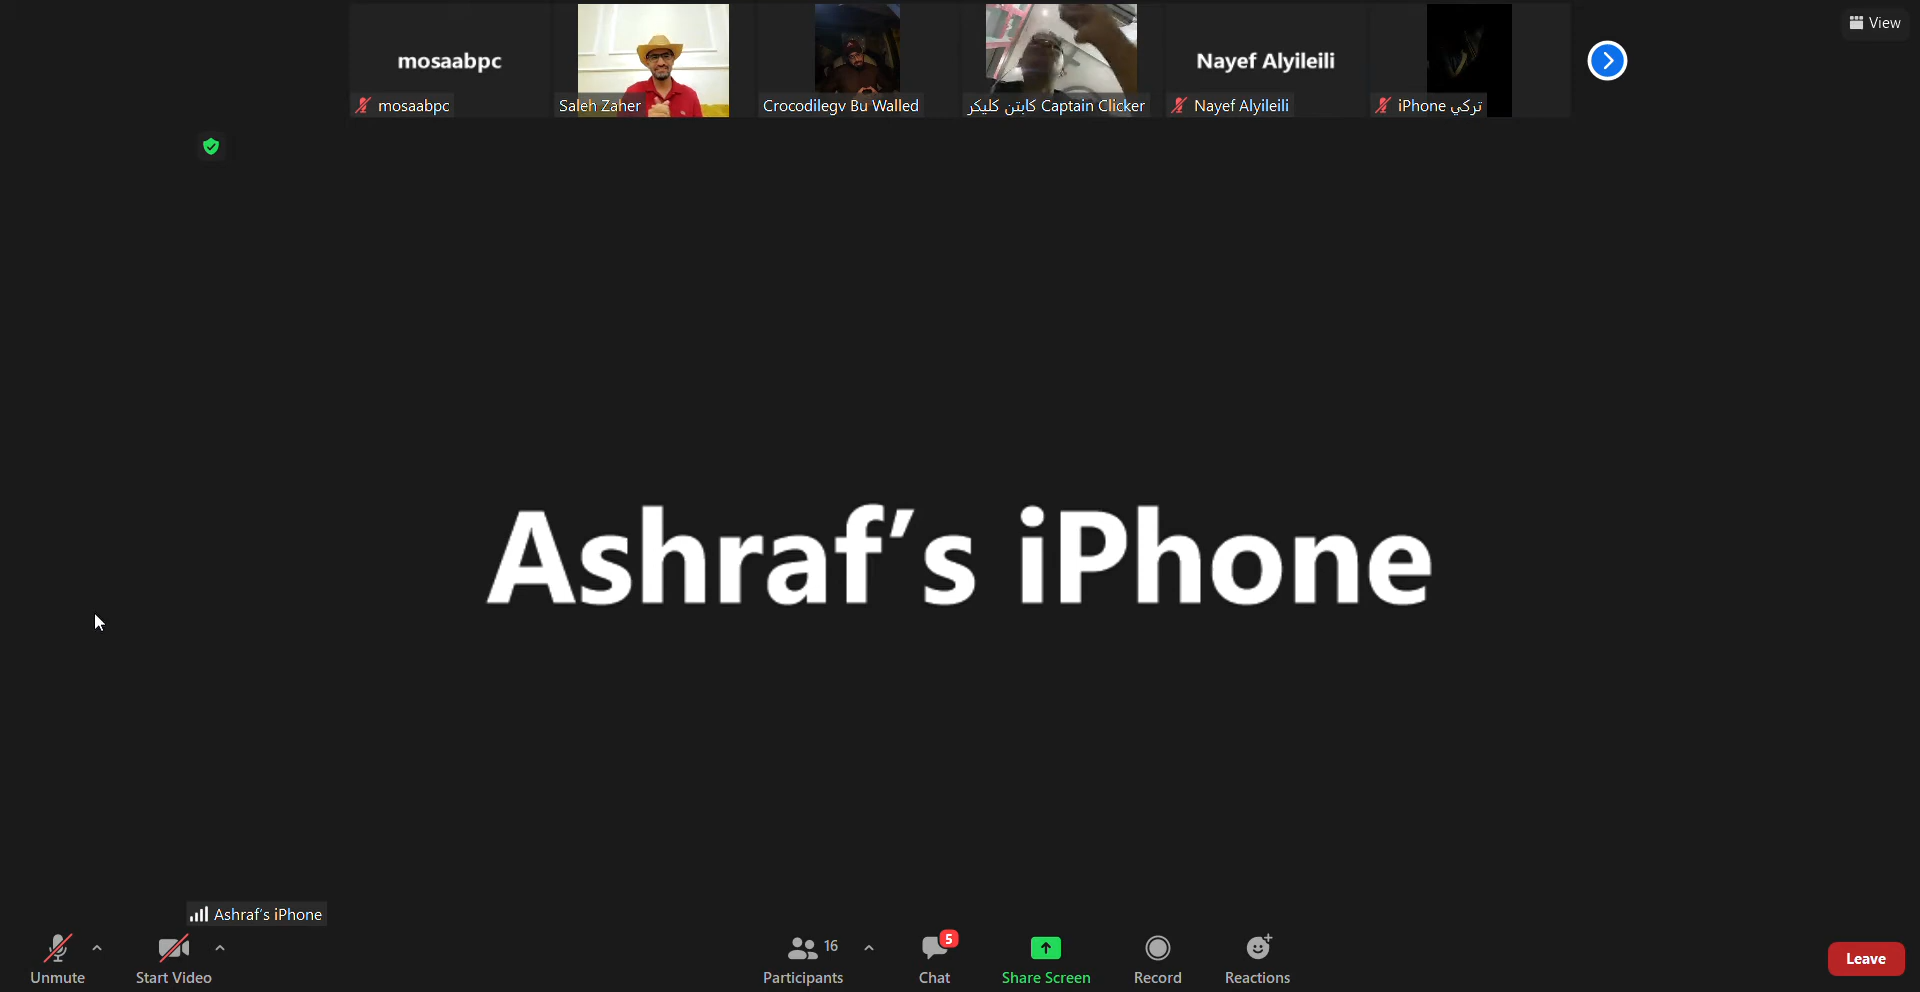 View
mosaabpc
Nayef Alyileili
mosaabpc
Saleh Zaher
Crocodilegv Bu Walled
كابتن كليكر Captain Clicker
Nayef Alyileili
iPhone تركي
Ashraf’s iPhone
Ashraf’s iPhone
16
5
Leave
Unmute
Start Video
Participants
Chat
Share Screen
Record
Reactions